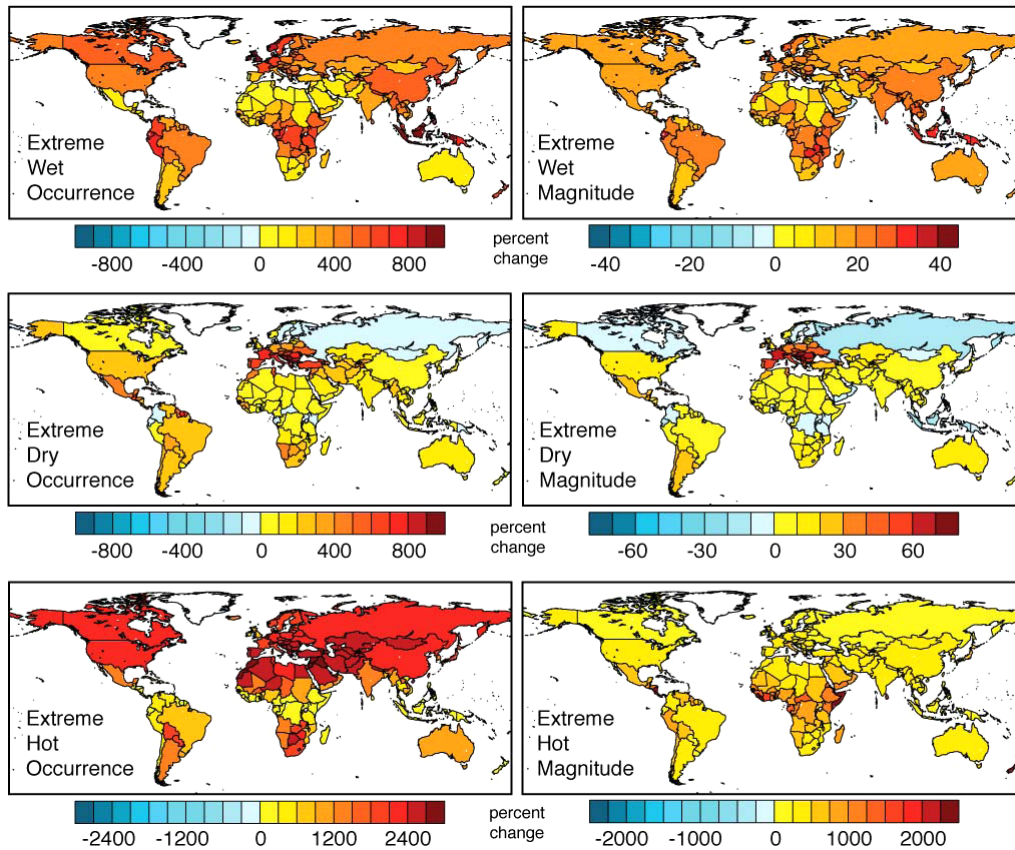 Extreme
Wet
Occurrence
Extreme
Wet
Magnitude
-800 -400 0 400 800
percent
change
-40 -20 0 20 40
Extreme
Dry
Occurrence
Extreme
Dry
Magnitude
-800 -400 0 400 800
percent
change
-60 -30 0 30 60
Extreme
Hot
Occurrence
Extreme
Hot
Magnitude
-2400 -1200 0 1200 2400
percent
change
-2000 -1000 0 1000 2000